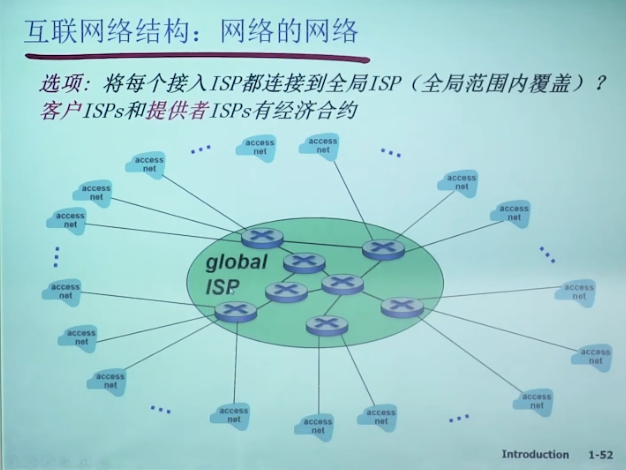 互联网络结构：网络的网络
选项: 将每个接入ISP都连接到全局ISP（全局范围内覆盖）?
客户ISPs和提供者ISPs有经济合约
access
net
access
net
access
net
access
net
access
net
access
net
access
net
access
net
global
ISP
access
net
access
net
access
net
access
net
access
net
access
net
access
net
access
net
Introduction 1-52